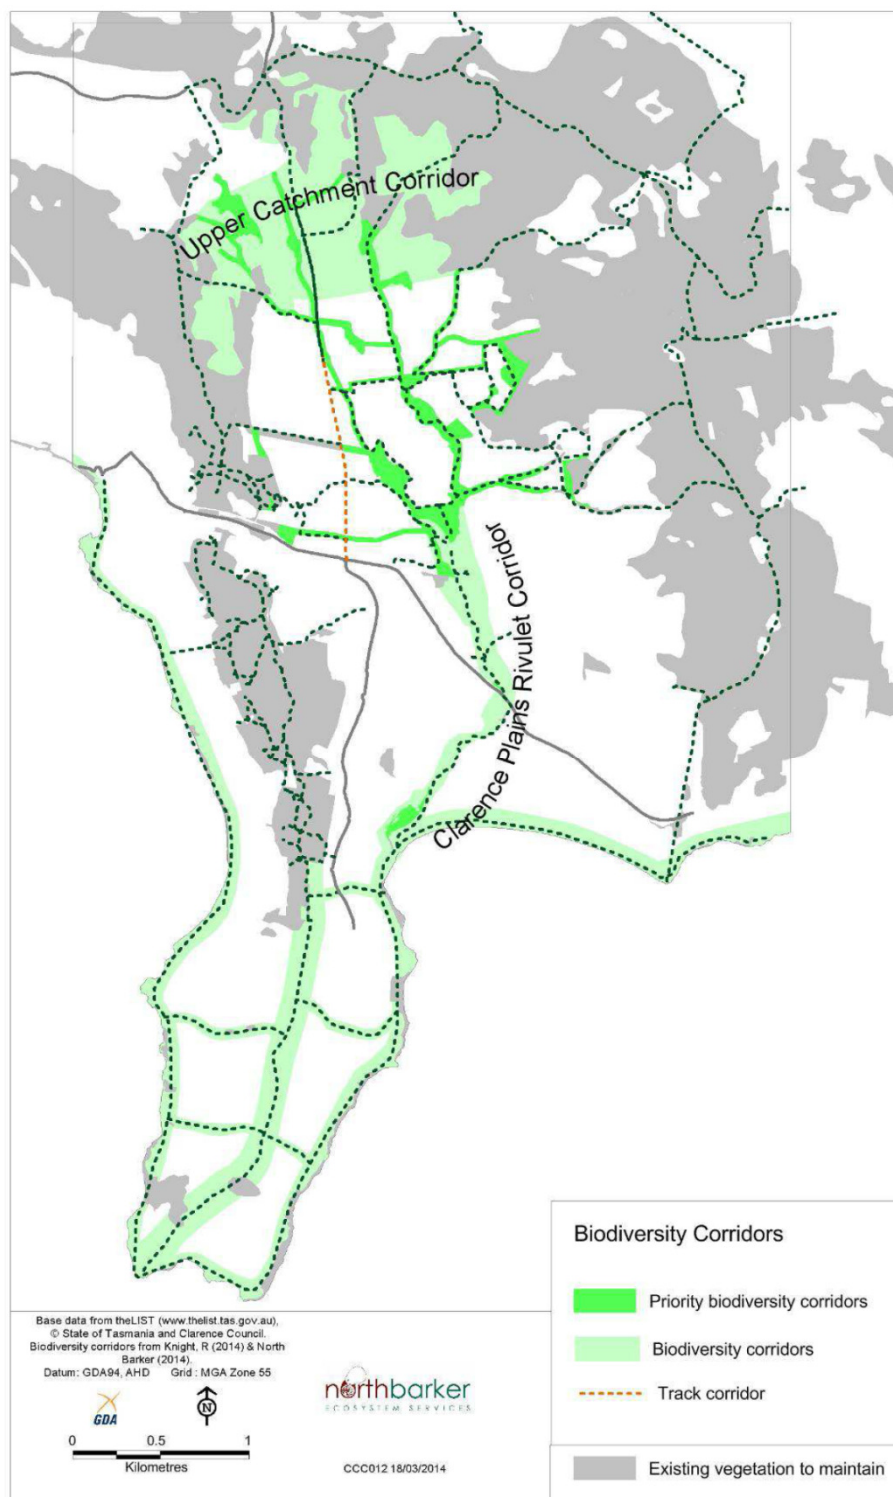 Upper Catchment Corridor
Clarence Plains Rivulet Corridor
Biodiversity Corridors
Priority biodiversity corridors
Biodiversity corridors
Track corridor
Existing vegetation to maintain
Base data from theLIST (www.thelist.tas.gov.au),
© State of Tasmania and Clarence Council.
Biodiversity corridors from Knight, R (2014) & North
Barker (2014).
Datum: GDA94, AHD Grid : MGA Zone 55
GDA
N
0 0.5 1
Kilometres
northbarker
ECOSYSTEM SERVICES
CCC012 18/03/2014